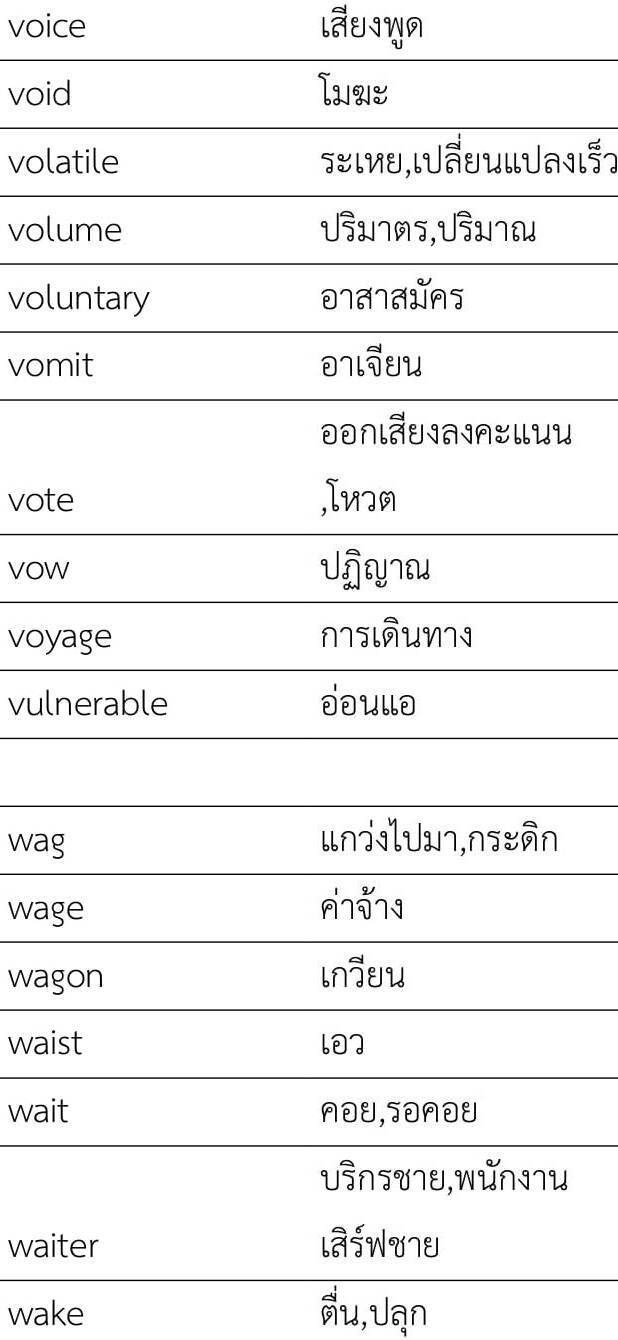 voice เสียงพูด
void โมฆะ
volatile ระเหย,เปลี่ยนแปลงเร็ว
volume ปริมาตร,ปริมาณ
voluntary อาสาสมัคร
vomit อาเจียน
ออกเสียงลงคะแนน
vote ,โหวต
vow ปฏิญาณ
voyage การเดินทาง
vulnerable อ่อนแอ
wag แกว่งไปมา,กระดิก
wage ค่าจ้าง
wagon เกวียน
waist เอว
wait คอย,รอคอย
บริกรชาย,พนักงาน
waiter เสิร์ฟชาย
wake ตื่น,ปลุก